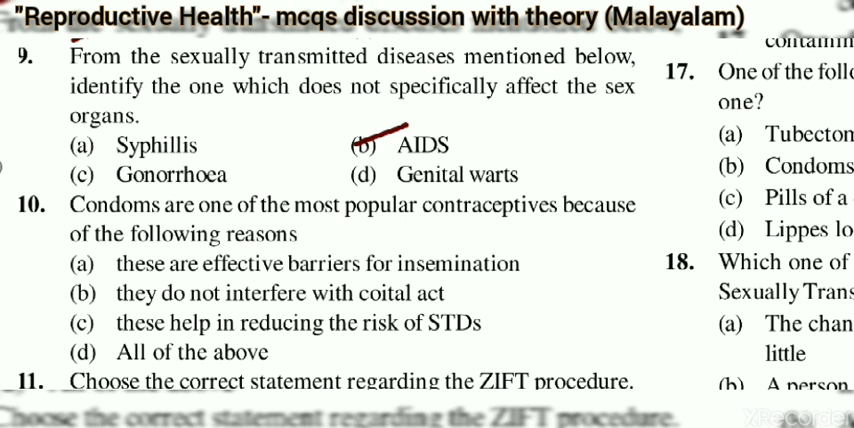 "Reproductive Health"- mcqs discussion with theory (Malayalam)
9. From the sexually transmitted diseases mentioned below,
identify the one which does not specifically affect the sex
organs.
(a) Syphillis (b) AIDS
(c) Gonorrhoea (d) Genital warts
10. Condoms are one of the most popular contraceptives because
of the following reasons
(a) these are effective barriers for insemination
(b) they do not interfere with coital act
(c) these help in reducing the risk of STDs
(d) All of the above
11. Choose the correct statement regarding the ZIFT procedure.
17. One of the foll
one?
(a) Tubecton
(b) Condoms
(c) Pills of a
(d) Lippes lo
18. Which one of
Sexually Trans
(a) The chan
little
(b) A person
Choose the correct statement regarding the ZIFT procedure.
XRecorder